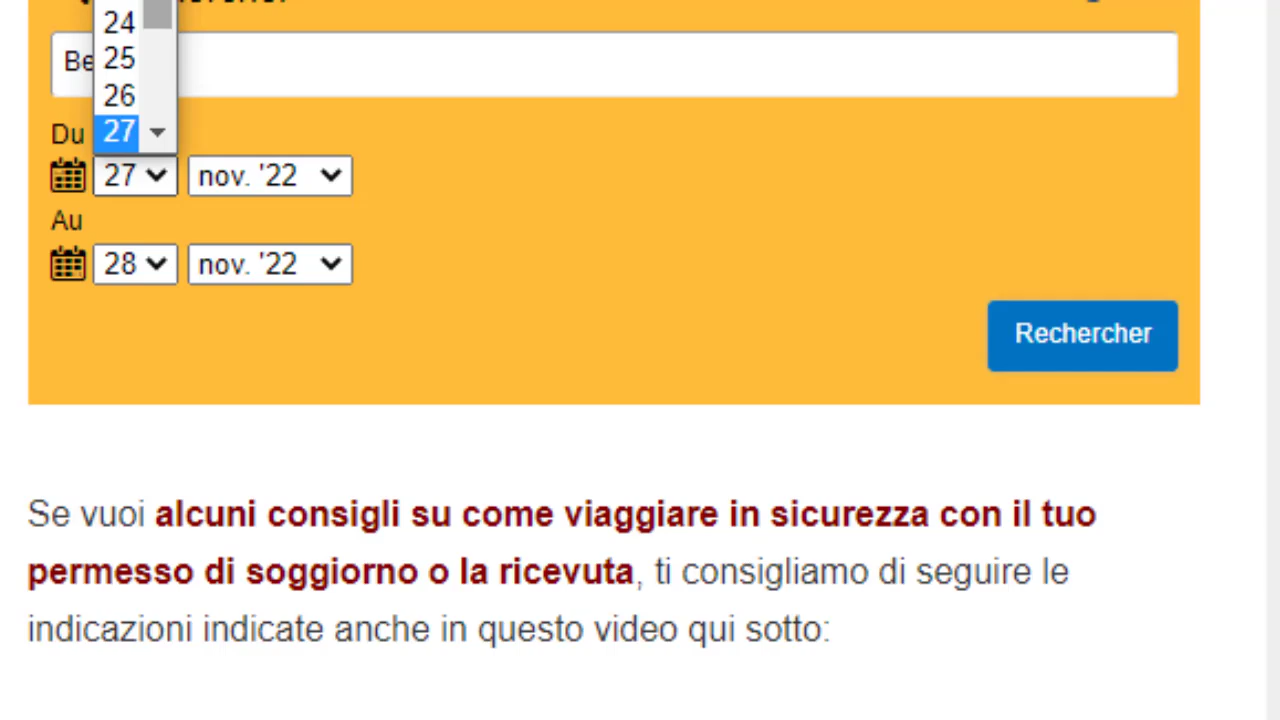 24
25
26
27
Be
Du
27 nov. '22
Au
28 nov. '22
Rechercher
Se vuoi alcuni consigli su come viaggiare in sicurezza con il tuo
permesso di soggiorno o la ricevuta, ti consigliamo di seguire le
indicazioni indicate anche in questo video qui sotto: